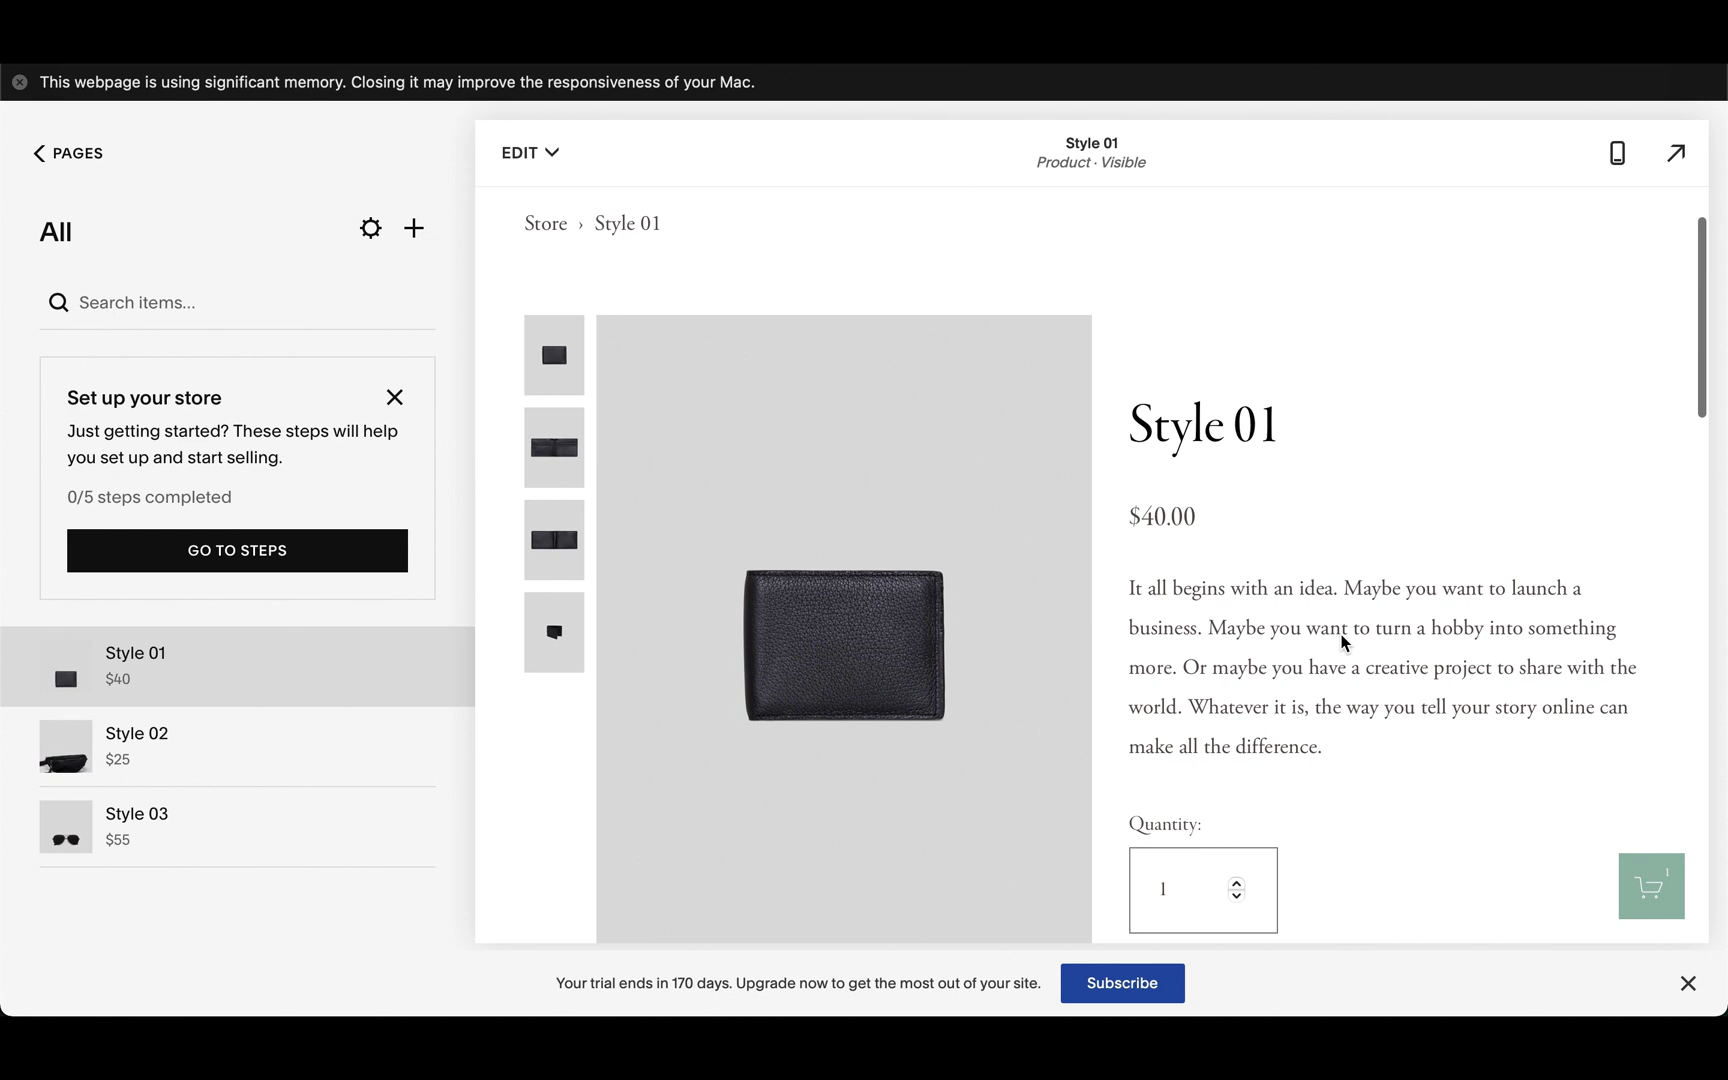 This webpage is using significant memory. Closing it may improve the responsiveness of your Mac.
PAGES
All
Search items...
Set up your store
Just getting started? These steps will help
you set up and start selling.
0/5 steps completed
GO TO STEPS
Style 01
$40
Style 02
$25
Style 03
$55
EDIT
Style 01
Product · Visible
Store › Style 01
Style 01
$40.00
It all begins with an idea. Maybe you want to launch a
business. Maybe you want to turn a hobby into something
more. Or maybe you have a creative project to share with the
world. Whatever it is, the way you tell your story online can
make all the difference.
Quantity:
1
1
Your trial ends in 170 days. Upgrade now to get the most out of your site.
Subscribe